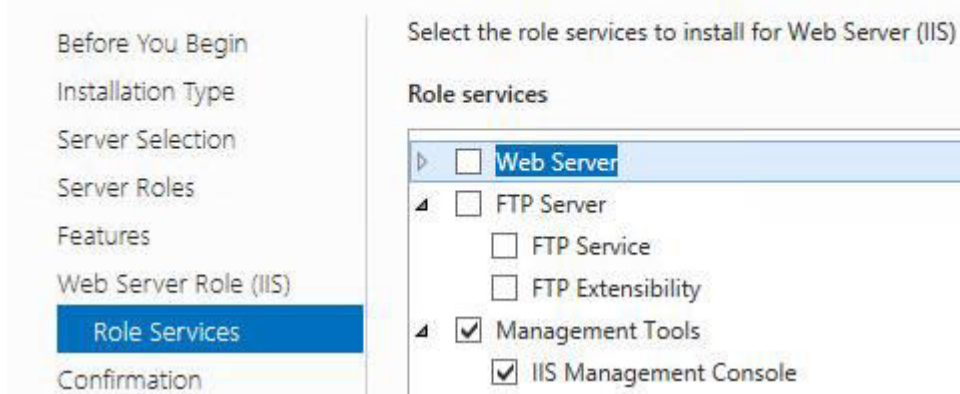 Before You Begin
Installation Type
Server Selection
Server Roles
Features
Web Server Role (IIS)
Role Services
Confirmation
Select the role services to install for Web Server (IIS)
Role services
Web Server
FTP Server
FTP Service
FTP Extensibility
Management Tools
IIS Management Console